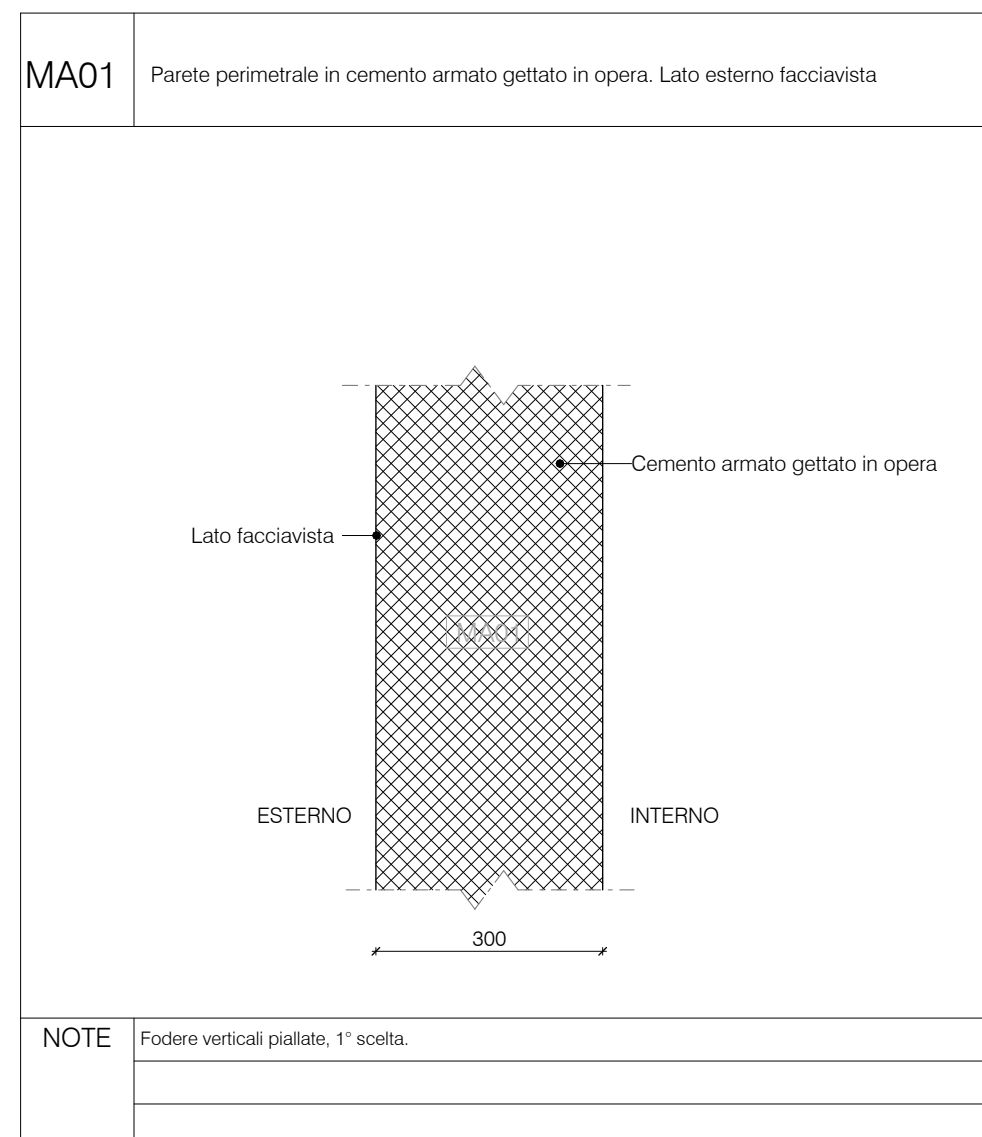 MA01
Parete perimetrale in cemento armato gettato in opera. Lato esterno facciavista
Cemento armato gettato in opera
Lato facciavista
MA01
ESTERNO
INTERNO
300
NOTE
Fodere verticali piallate, 1° scelta.